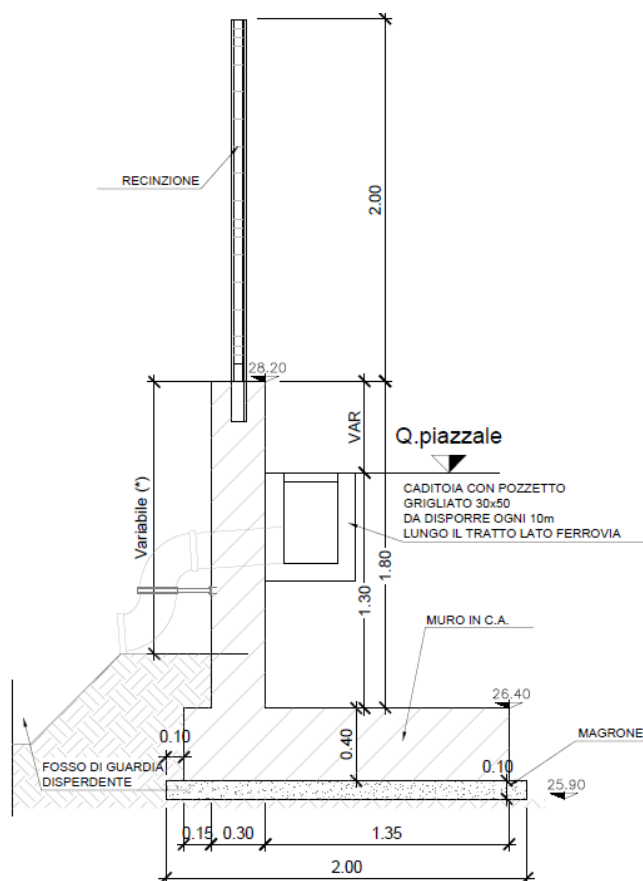 RECINZIONE
2.00
28.20
VAR
Q.piazzale
CADITOIA CON POZZETTO
GRIGLIATO 30x50
DA DISPORRE OGNI 10m
LUNGO IL TRATTO LATO FERROVIA
Variabile (*)
1.30
1.80
MURO IN C.A.
26.40
0.10
0.40
MAGRONE
FOSSO DI GUARDIA
DISPERDENTE
0.10
25.90
0.15
0.30
1.35
2.00